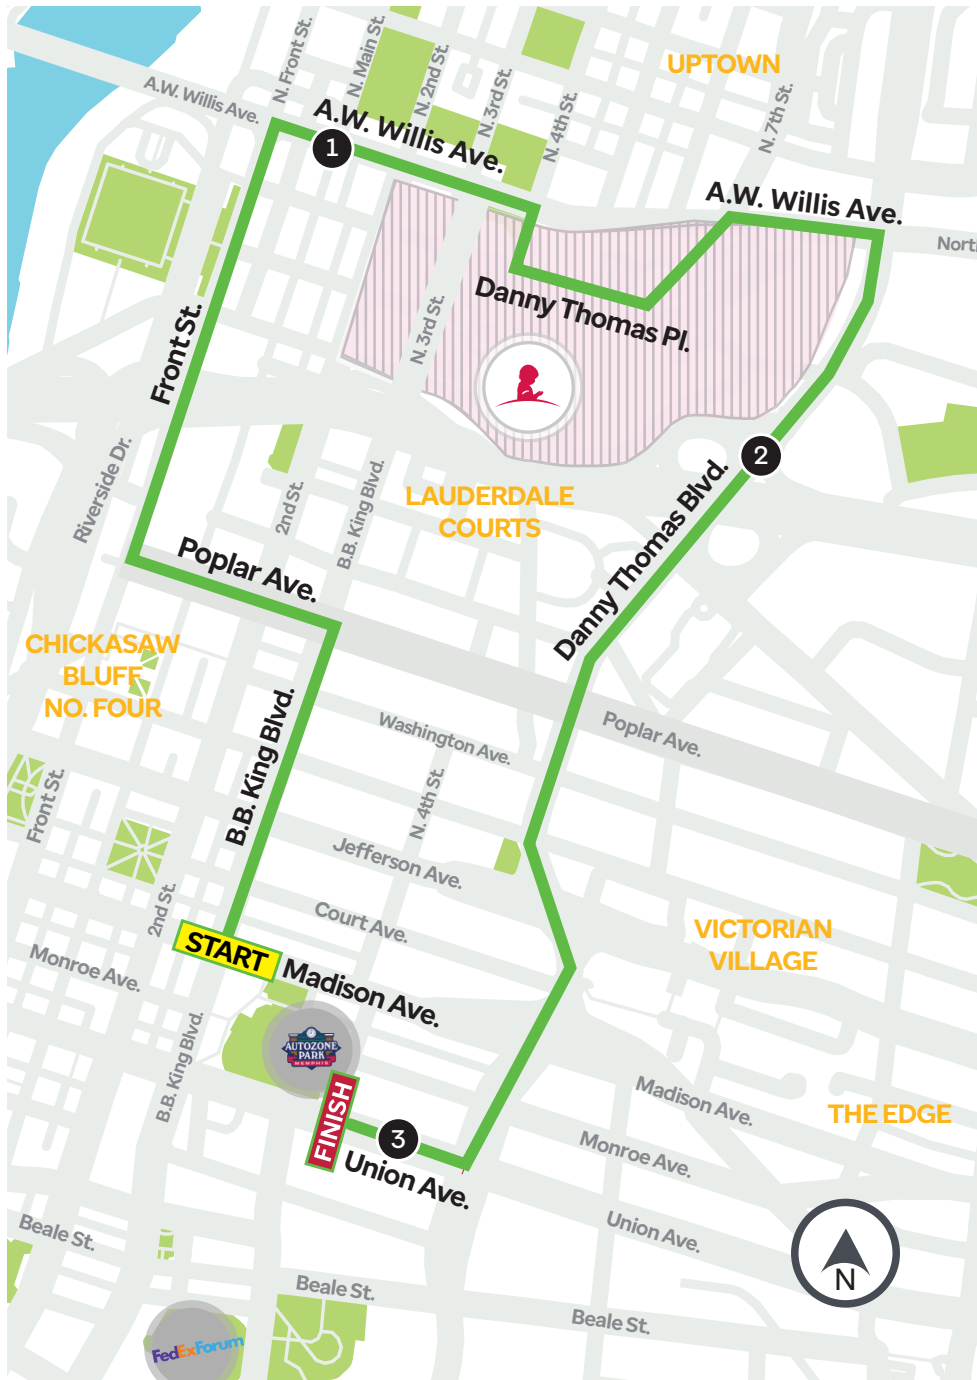 UPTOWN
A.W. Willis Ave.
N. Front St.
N. Main St.
N. 2nd St.
N. 3rd St.
N. 4th St.
N. 7th St.
A.W. Willis Ave.
1
A.W. Willis Ave.
Nort
Danny Thomas Pl.
N. 3rd St.
Front St.
Riverside Dr.
2nd St.
B.B. King Blvd.
LAUDERDALE
COURTS
2
Danny Thomas Blvd.
Poplar Ave.
CHICKASAW
BLUFF
NO. FOUR
B.B. King Blvd.
Washington Ave.
Poplar Ave.
N. 4th St.
Front St.
Jefferson Ave.
2nd St.
Court Ave.
VICTORIAN
VILLAGE
START
Madison Ave.
Monroe Ave.
B.B. King Blvd.
AUTOZONE
PARK
MEMPHIS
FINISH
3
Union Ave.
Madison Ave.
THE EDGE
Monroe Ave.
Union Ave.
Beale St.
Beale St.
Beale St.
N
FedExForum